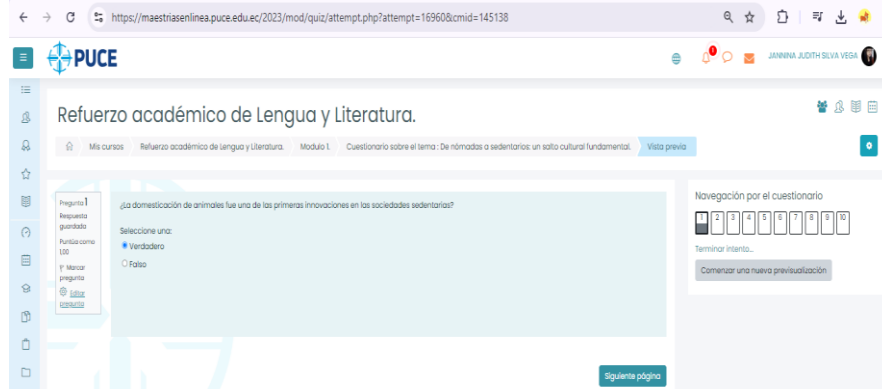 https://maestriasenlinea.puce.edu.ec/2023/mod/quiz/attempt.php?attempt=16960&cmid=145138
PUCE
1
JANNINA JUDITH SILVA VEGA
Refuerzo académico de Lengua y Literatura.
Mis cursos Refuerzo académico de Lengua y Literatura. Modulo 1. Cuestionario sobre el tema : De nómadas a sedentarios: un salto cultural fundamental. Vista previa
Pregunta 1
Respuesta
guardada
Puntúa como
1,00
Marcar
pregunta
Editar
pregunta
¿La domesticación de animales fue una de las primeras innovaciones en las sociedades sedentarias?
Seleccione una:
Verdadero
Falso
Siguiente página
Navegación por el cuestionario
1 2 3 4 5 6 7 8 9 10
Terminar intento...
Comenzar una nueva previsualización